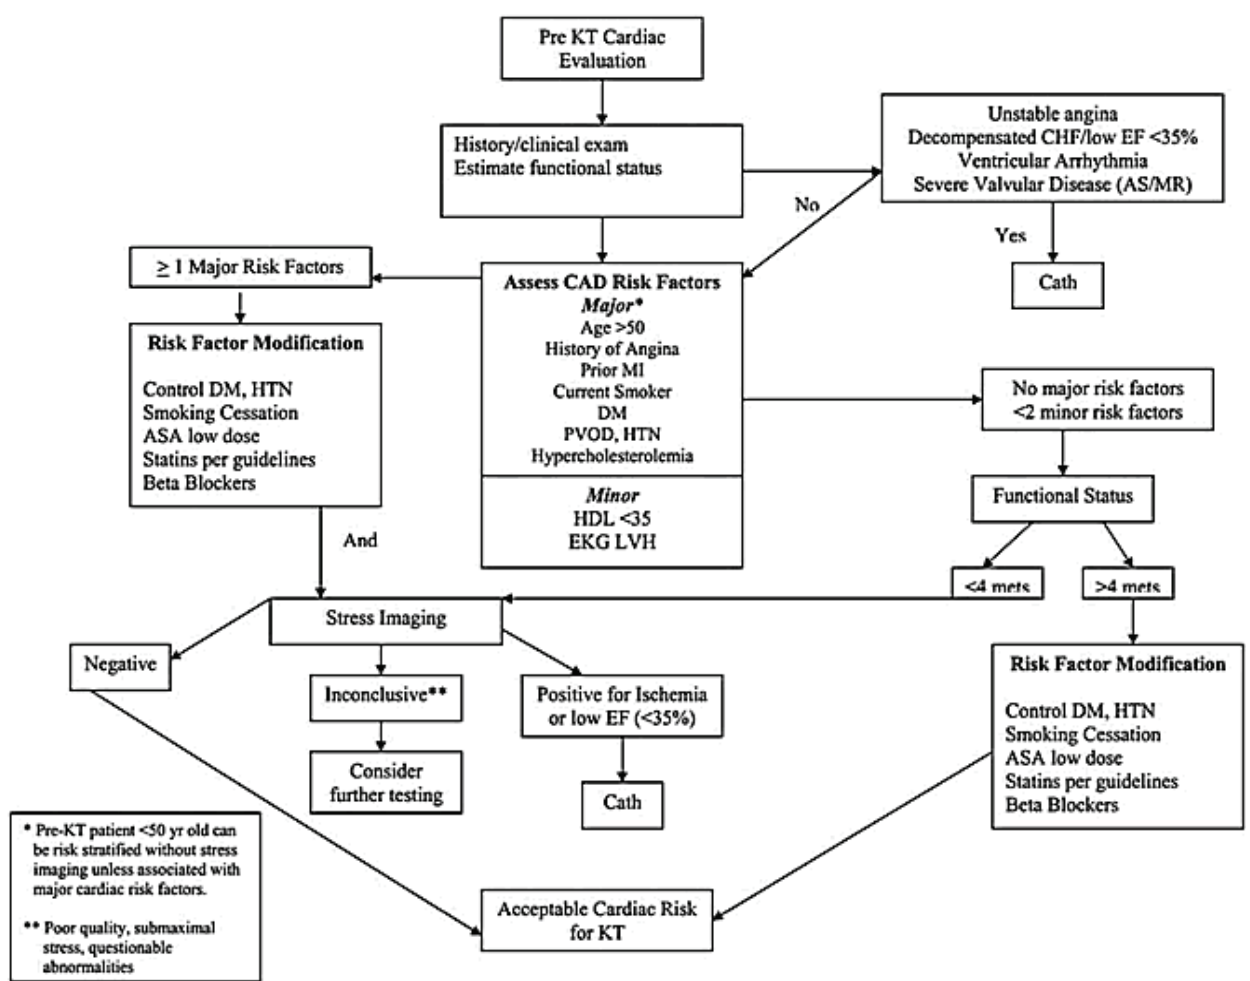 Pre KT Cardiac
Evaluation
History/clinical exam
Estimate functional status
Unstable angina
Decompensated CHF/low EF <35%
Ventricular Arrhythmia
Severe Valvular Disease (AS/MR)
No
Yes
Cath
≥ 1 Major Risk Factors
Assess CAD Risk Factors
Major*
Age >50
History of Angina
Prior MI
Current Smoker
DM
PVOD, HTN
Hypercholesterolemia
Minor
HDL <35
EKG LVH
Risk Factor Modification
Control DM, HTN
Smoking Cessation
ASA low dose
Statins per guidelines
Beta Blockers
And
No major risk factors
<2 minor risk factors
Functional Status
<4 mets
>4 mets
Stress Imaging
Negative
Inconclusive**
Positive for Ischemia
or low EF (<35%)
Consider
further testing
Cath
Risk Factor Modification
Control DM, HTN
Smoking Cessation
ASA low dose
Statins per guidelines
Beta Blockers
* Pre-KT patient <50 yr old can
be risk stratified without stress
imaging unless associated with
major cardiac risk factors.
** Poor quality, submaximal
stress, questionable
abnormalities
Acceptable Cardiac Risk
for KT